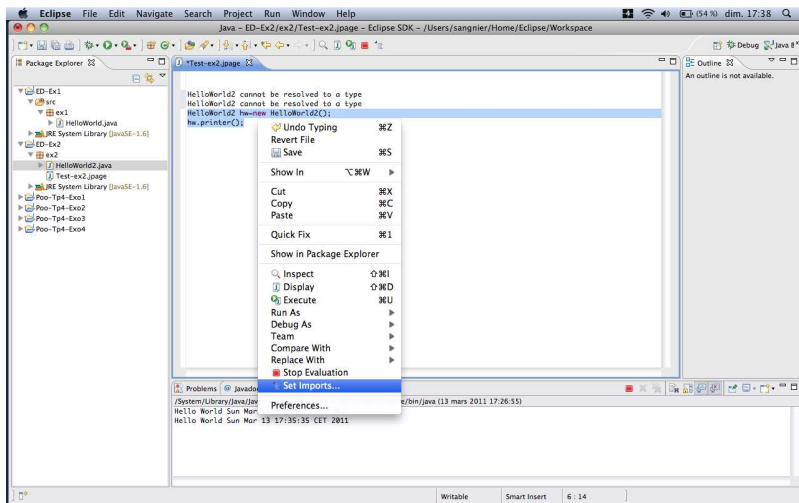 Eclipse File Edit Navigate Search Project Run Window Help (54 %) dim. 17:38
Java - ED-Ex2/ex2/Test-ex2.jpage - Eclipse SDK - /Users/sangnier/Home/Eclipse/Workspace
Debug Java
Package Explorer
*Test-ex2.jpage
Outline
An outline is not available.
ED-Ex1
src
ex1
HelloWorld.java
JRE System Library [JavaSE-1.6]
ED-Ex2
ex2
HelloWorld2.java
Test-ex2.jpage
JRE System Library [JavaSE-1.6]
Poo-Tp4-Exo1
Poo-Tp4-Exo2
Poo-Tp4-Exo3
Poo-Tp4-Exo4
HelloWorld2 cannot be resolved to a type
HelloWorld2 cannot be resolved to a type
HelloWorld2 hw=new HelloWorld2();
hw.printer();
Undo Typing ⌘Z
Revert File
Save ⌘S
Show In ⌥⌘W
Cut ⌘X
Copy ⌘C
Paste ⌘V
Quick Fix ⌘1
Show in Package Explorer
Inspect ⇧⌘I
Display ⇧⌘D
Execute ⌘U
Run As
Debug As
Team
Compare With
Replace With
Stop Evaluation
Set Imports...
Preferences...
Problems @ Javadoc
/System/Library/Java/Jav e/bin/java (13 mars 2011 17:26:55)
Hello World Sun Mar
Hello World Sun Mar 13 17:35:35 CET 2011
Writable Smart Insert 6 : 14